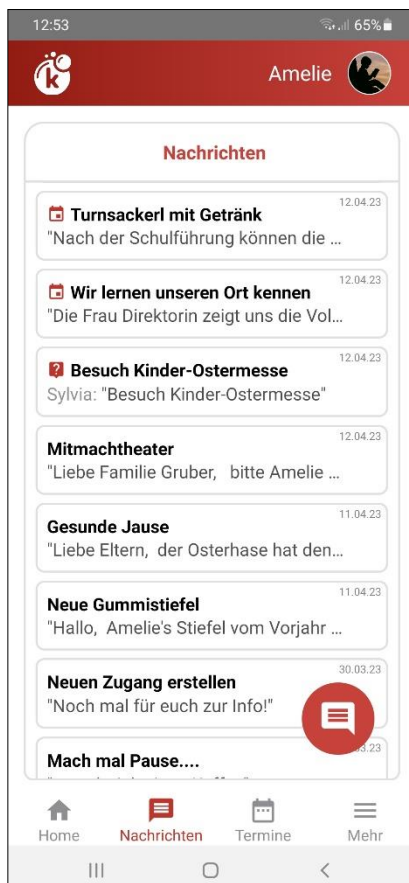 12:53 65%
k
Amelie
Nachrichten
12.04.23
Turnsackerl mit Getränk
"Nach der Schulführung können die ...
12.04.23
Wir lernen unseren Ort kennen
"Die Frau Direktorin zeigt uns die Vol...
12.04.23
Besuch Kinder-Ostermesse
Sylvia: "Besuch Kinder-Ostermesse"
12.04.23
Mitmachtheater
"Liebe Familie Gruber, bitte Amelie ...
11.04.23
Gesunde Jause
"Liebe Eltern, der Osterhase hat den...
11.04.23
Neue Gummistiefel
"Hallo, Amelie's Stiefel vom Vorjahr ...
30.03.23
Neuen Zugang erstellen
"Noch mal für euch zur Info!"
3.23
Mach mal Pause....
Home Nachrichten Termine Mehr